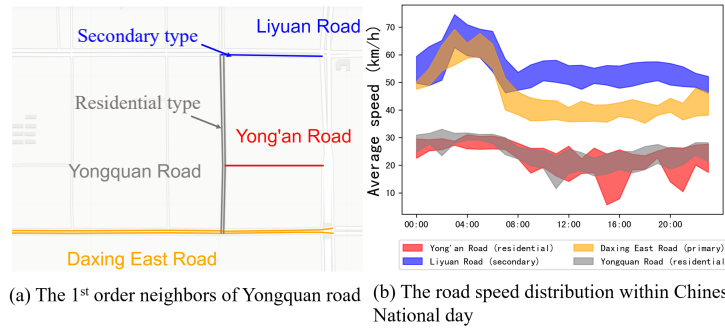 Liyuan Road
Secondary type
Residential type
Yong'an Road
Yongquan Road
Daxing East Road
(a) The 1st order neighbors of Yongquan road
Average speed (km/h)
70
60
50
40
30
20
10
00:00 04:00 08:00 12:00 16:00 20:00
Yong'an Road (residential) Daxing East Road (primary)
Liyuan Road (secondary) Yongquan Road (residential
(b) The road speed distribution within Chines
National day